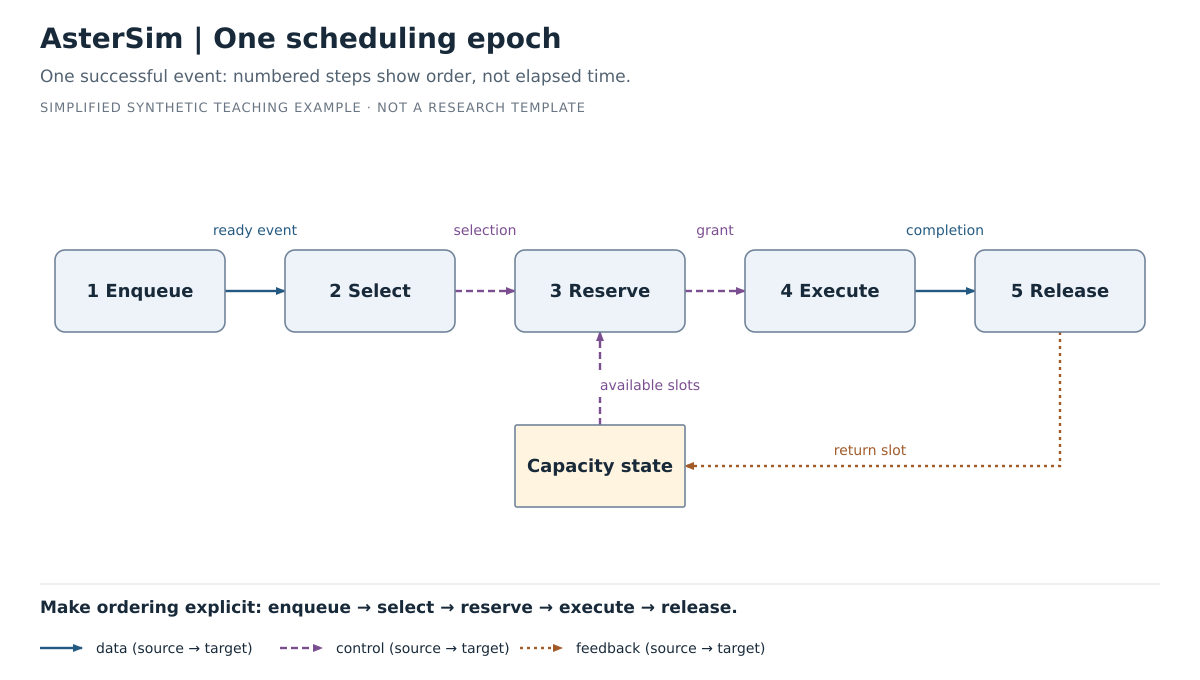 AsterSim | One scheduling epoch
One successful event: numbered steps show order, not elapsed time.
SIMPLIFIED SYNTHETIC TEACHING EXAMPLE · NOT A RESEARCH TEMPLATE
ready event
selection
grant
completion
1 Enqueue
2 Select
3 Reserve
4 Execute
5 Release
available slots
return slot
Capacity state
Make ordering explicit: enqueue → select → reserve → execute → release.
data (source → target)
control (source → target)
feedback (source → target)